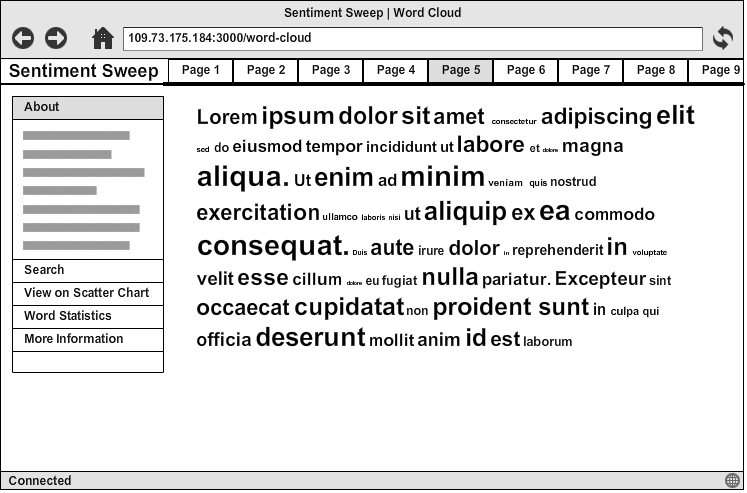 Sentiment Sweep | Word Cloud
109.73.175.184:3000/word-cloud
Sentiment Sweep
Page 1 Page 2 Page 3 Page 4 Page 5 Page 6 Page 7 Page 8 Page 9
About
Search
View on Scatter Chart
Word Statistics
More Information
Lorem ipsum dolor sit amet consectetur adipiscing elit
sed do eiusmod tempor incididunt ut labore et dolore magna
aliqua. Ut enim ad minim veniam quis nostrud
exercitation ullamco laboris nisi ut aliquip ex ea commodo
consequat. Duis aute irure dolor in reprehenderit in voluptate
velit esse cillum dolore eu fugiat nulla pariatur. Excepteur sint
occaecat cupidatat non proident sunt in culpa qui
officia deserunt mollit anim id est laborum
Connected